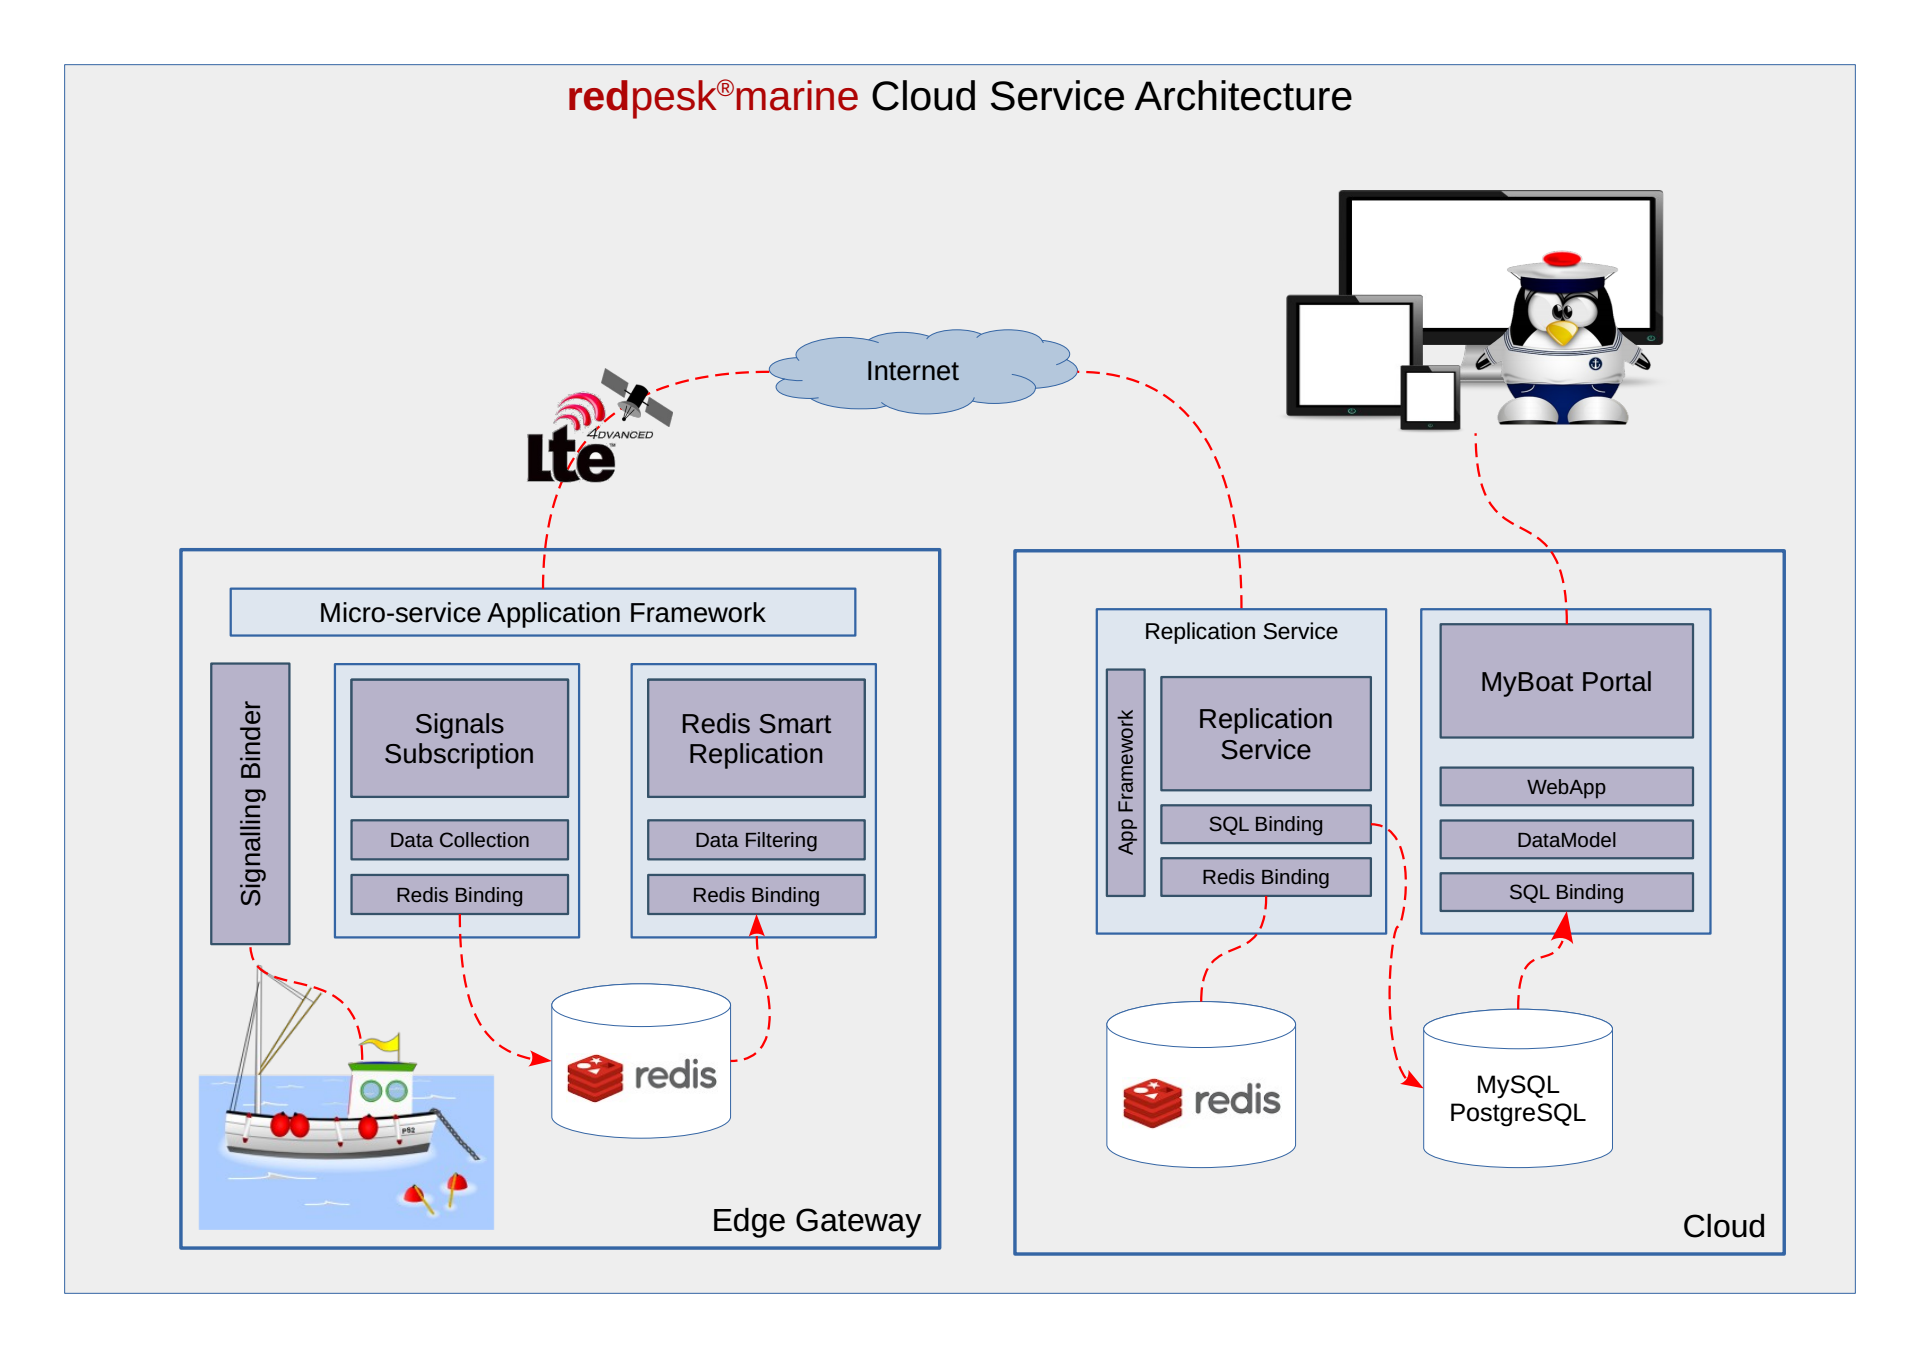 redpesk®marine Cloud Service Architecture
Internet
4DVANCED
Lte™
Micro-service Application Framework
Signalling Binder
Signals
Subscription
Data Collection
Redis Binding
Redis Smart
Replication
Data Filtering
Redis Binding
redis
PS2
Edge Gateway
Replication Service
App Framework
Replication
Service
SQL Binding
Redis Binding
MyBoat Portal
WebApp
DataModel
SQL Binding
redis
MySQL
PostgreSQL
Cloud